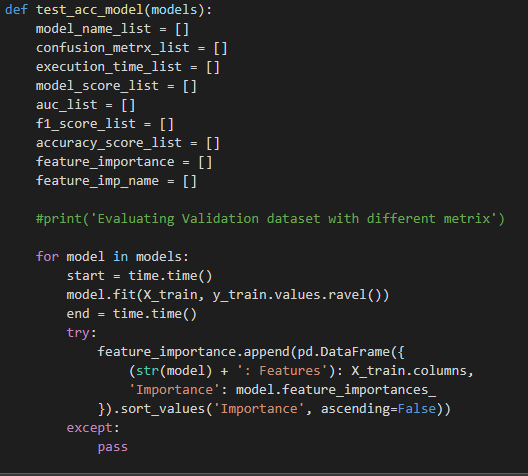 def test_acc_model(models):
    model_name_list = []
    confusion_metrx_list = []
    execution_time_list = []
    model_score_list = []
    auc_list = []
    f1_score_list = []
    accuracy_score_list = []
    feature_importance = []
    feature_imp_name = []

    #print('Evaluating Validation dataset with different metrix')

    for model in models:
        start = time.time()
        model.fit(X_train, y_train.values.ravel())
        end = time.time()
        try:
            feature_importance.append(pd.DataFrame({
                (str(model) + ': Features'): X_train.columns,
                'Importance': model.feature_importances_
            }).sort_values('Importance', ascending=False))
        except:
            pass